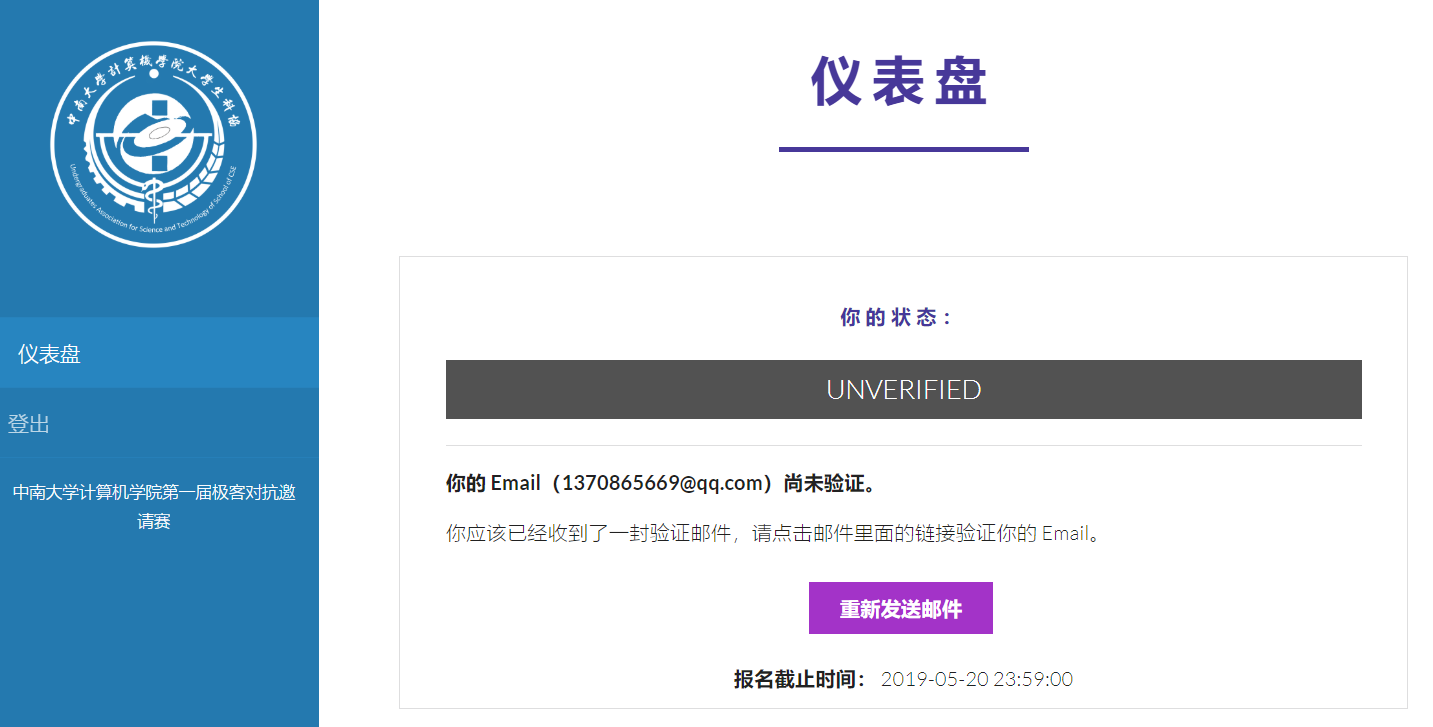 中南大学計算機學院大学生科協
Undergraduates Association for Science and Technology of School of CSE
仪表盘
登出
中南大学计算机学院第一届极客对抗邀
请赛
仪表盘
你的状态：
UNVERIFIED
你的 Email（1370865669@qq.com）尚未验证。
你应该已经收到了一封验证邮件，请点击邮件里面的链接验证你的 Email。
重新发送邮件
报名截止时间： 2019-05-20 23:59:00